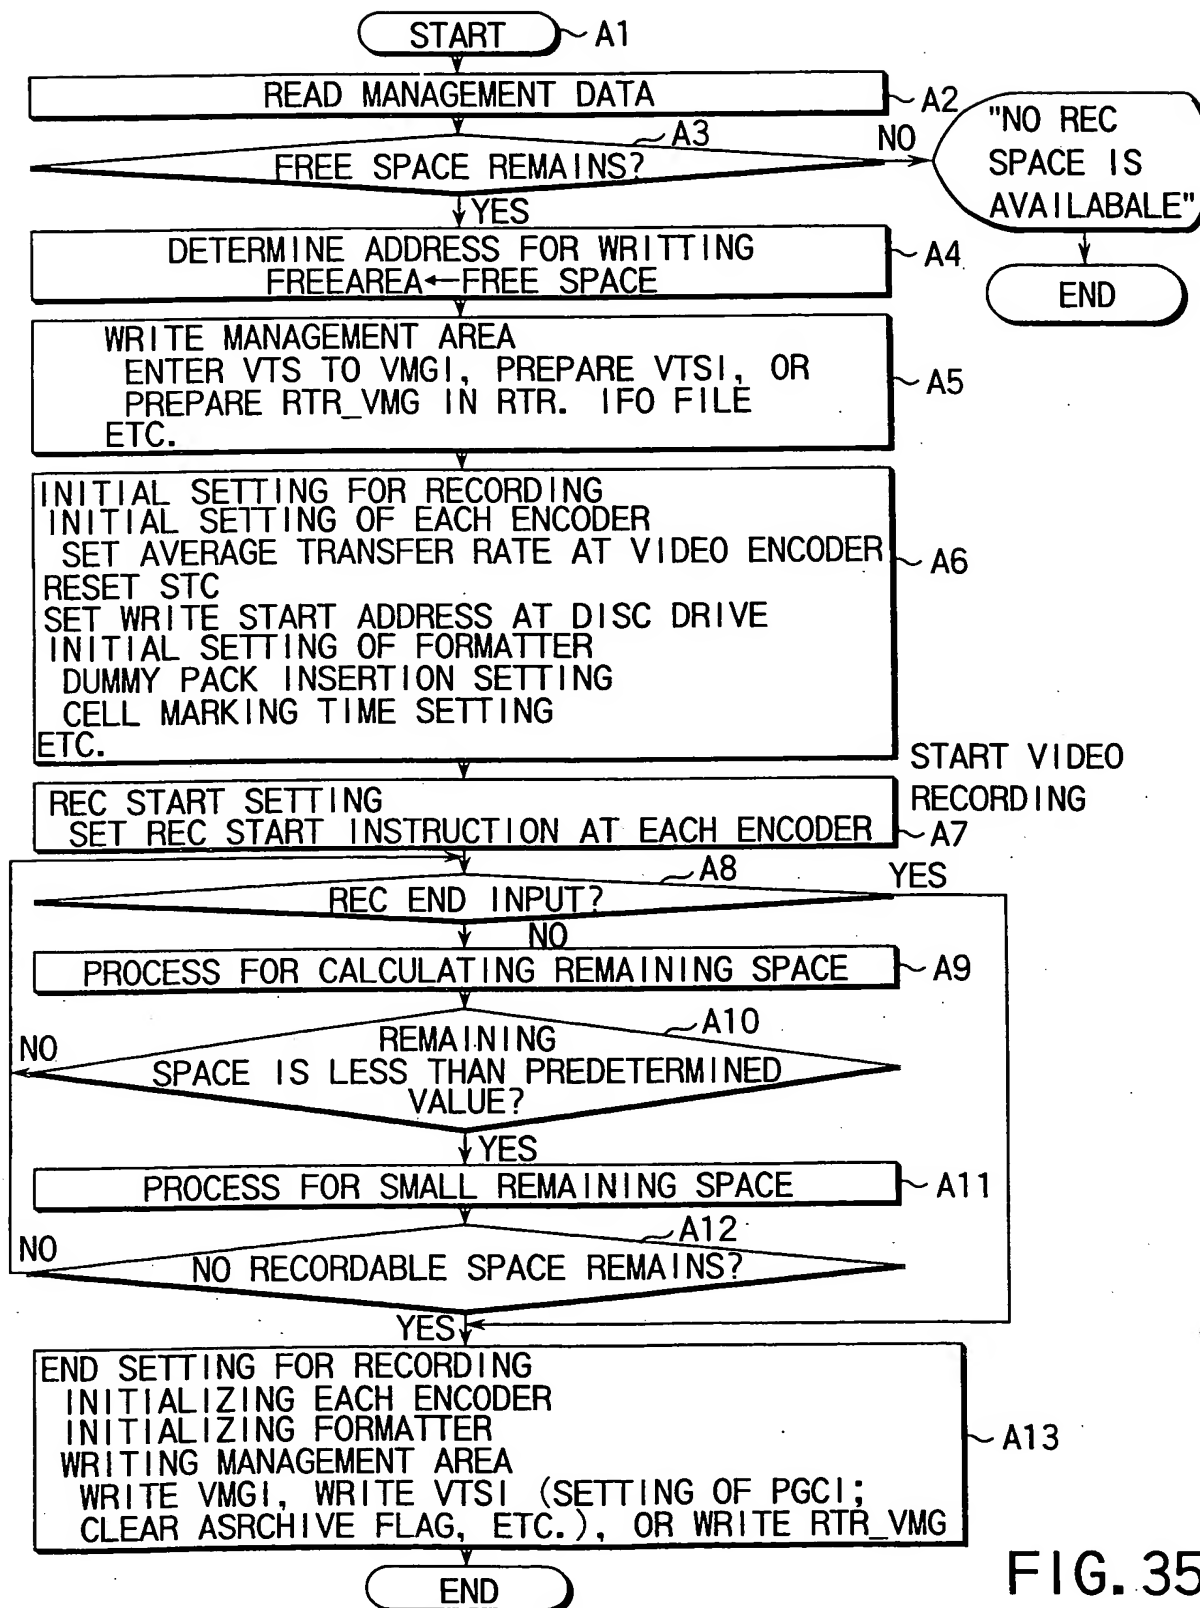 START
A1
READ MANAGEMENT DATA
A2
A3
FREE SPACE REMAINS?
NO
"NO REC
SPACE IS
AVAILABALE"
END
YES
DETERMINE ADDRESS FOR WRITTING
FREEAREA←FREE SPACE
A4
WRITE MANAGEMENT AREA
ENTER VTS TO VMGI, PREPARE VTSI, OR
PREPARE RTR_VMG IN RTR. IFO FILE
ETC.
A5
INITIAL SETTING FOR RECORDING
INITIAL SETTING OF EACH ENCODER
SET AVERAGE TRANSFER RATE AT VIDEO ENCODER
RESET STC
SET WRITE START ADDRESS AT DISC DRIVE
INITIAL SETTING OF FORMATTER
DUMMY PACK INSERTION SETTING
CELL MARKING TIME SETTING
ETC.
A6
START VIDEO
RECORDING
REC START SETTING
SET REC START INSTRUCTION AT EACH ENCODER
A7
A8
REC END INPUT?
YES
NO
PROCESS FOR CALCULATING REMAINING SPACE
A9
A10
REMAINING
SPACE IS LESS THAN PREDETERMINED
VALUE?
NO
YES
PROCESS FOR SMALL REMAINING SPACE
A11
A12
NO RECORDABLE SPACE REMAINS?
NO
YES
END SETTING FOR RECORDING
INITIALIZING EACH ENCODER
INITIALIZING FORMATTER
WRITING MANAGEMENT AREA
WRITE VMGI, WRITE VTSI (SETTING OF PGCI;
CLEAR ASRCHIVE FLAG, ETC.), OR WRITE RTR_VMG
A13
END
FIG. 35